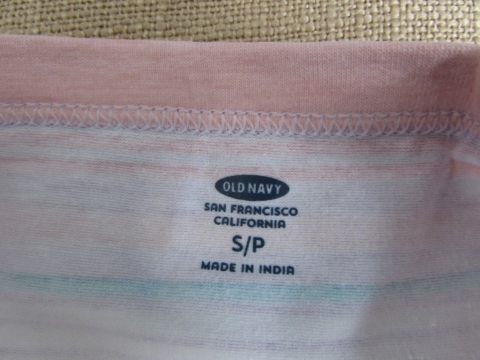 OLD NAVY
SAN FRANCISCO
CALIFORNIA
S/P
MADE IN INDIA